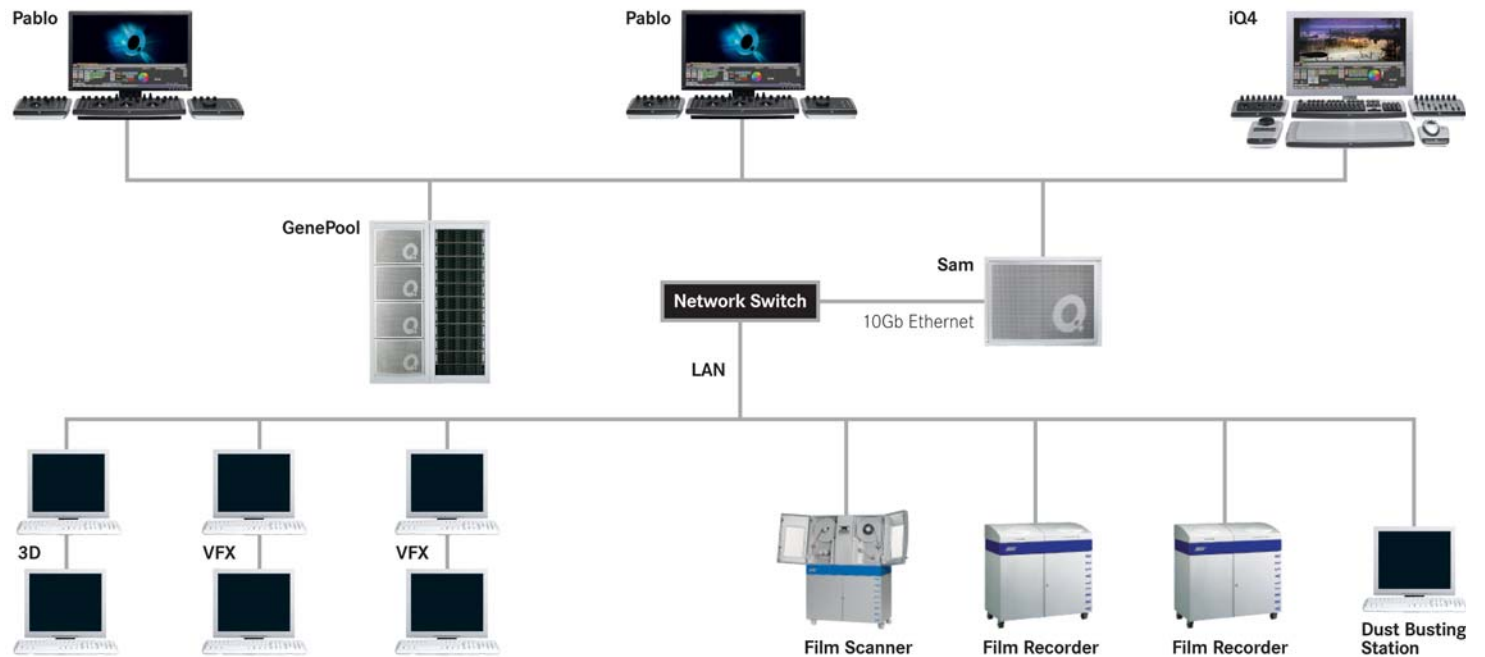 Pablo
Pablo
iQ4
GenePool
Sam
Network Switch
10Gb Ethernet
LAN
3D
VFX
VFX
Film Scanner
Film Recorder
Film Recorder
Dust Busting
Station